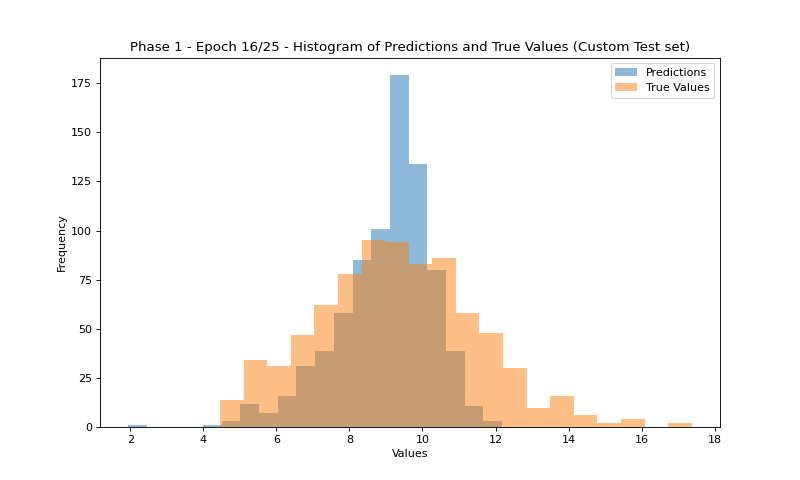 Phase 1 - Epoch 16/25 - Histogram of Predictions and True Values (Custom Test set)
Predictions
True Values
175
150
125
100
75
50
25
0
Frequency
2 4 6 8 10 12 14 16 18
Values